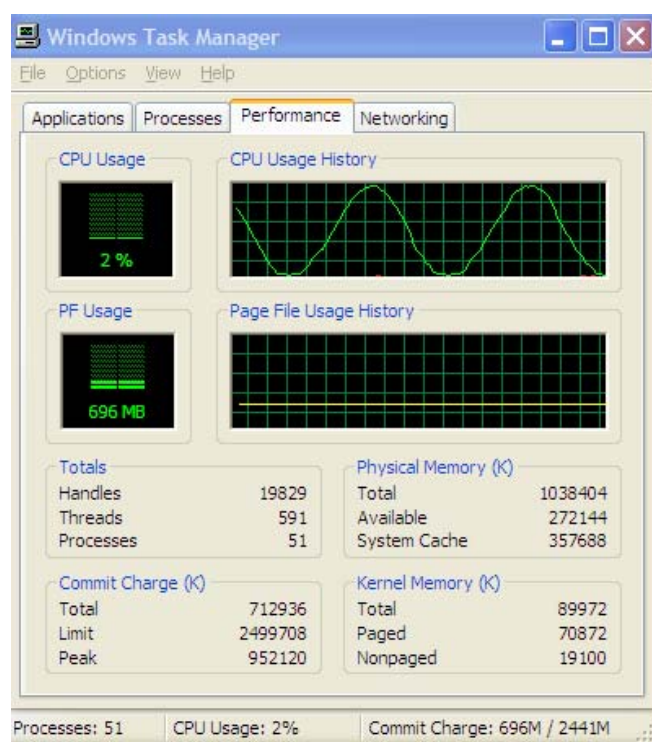 Windows Task Manager
File Options View Help
Applications Processes Performance Networking
CPU Usage
2 %
CPU Usage History
PF Usage
696 MB
Page File Usage History
Totals
Handles 19829
Threads 591
Processes 51
Physical Memory (K)
Total 1038404
Available 272144
System Cache 357688
Commit Charge (K)
Total 712936
Limit 2499708
Peak 952120
Kernel Memory (K)
Total 89972
Paged 70872
Nonpaged 19100
Processes: 51 CPU Usage: 2% Commit Charge: 696M / 2441M